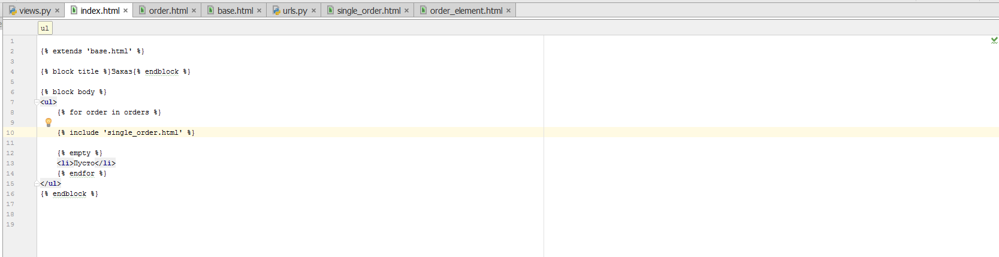 views.py index.html order.html base.html urls.py single_order.html order_element.html
ul
1
2 {% extends 'base.html' %}
3
4 {% block title %}Заказ{% endblock %}
5
6 {% block body %}
7 <ul>
8 {% for order in orders %}
9
10 {% include 'single_order.html' %}
11
12 {% empty %}
13 <li>Пусто</li>
14 {% endfor %}
15 </ul>
16 {% endblock %}
17
18
19